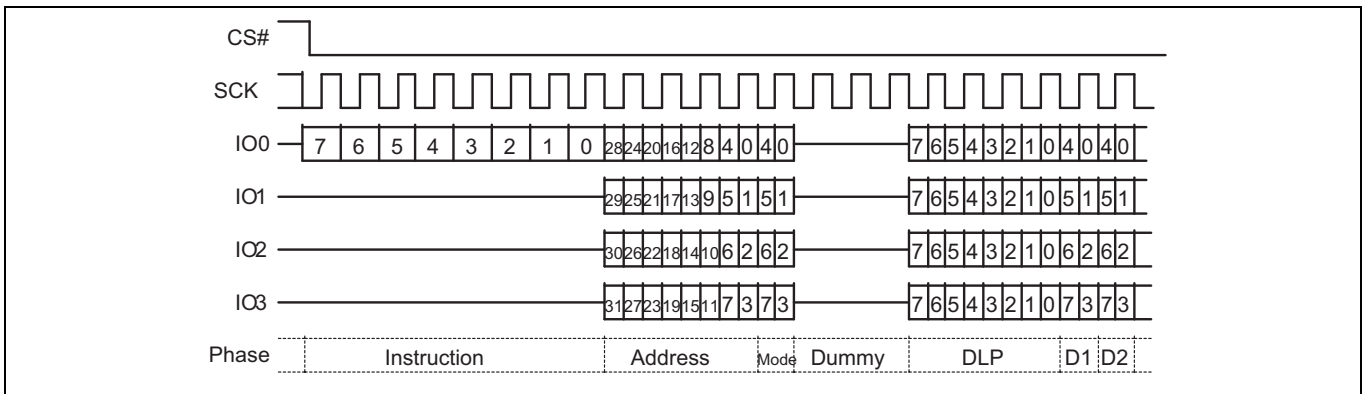 CS#
SCK
IO0 7 6 5 4 3 2 1 0 28 24 20 16 12 8 4 0 4 0 7 6 5 4 3 2 1 0 4 0 4 0
IO1 29 25 21 17 13 9 5 1 5 1 7 6 5 4 3 2 1 0 5 1 5 1
IO2 30 26 22 18 14 10 6 2 6 2 7 6 5 4 3 2 1 0 6 2 6 2
IO3 31 27 23 19 15 11 7 3 7 3 7 6 5 4 3 2 1 0 7 3 7 3
Phase Instruction Address Mode Dummy DLP D1 D2